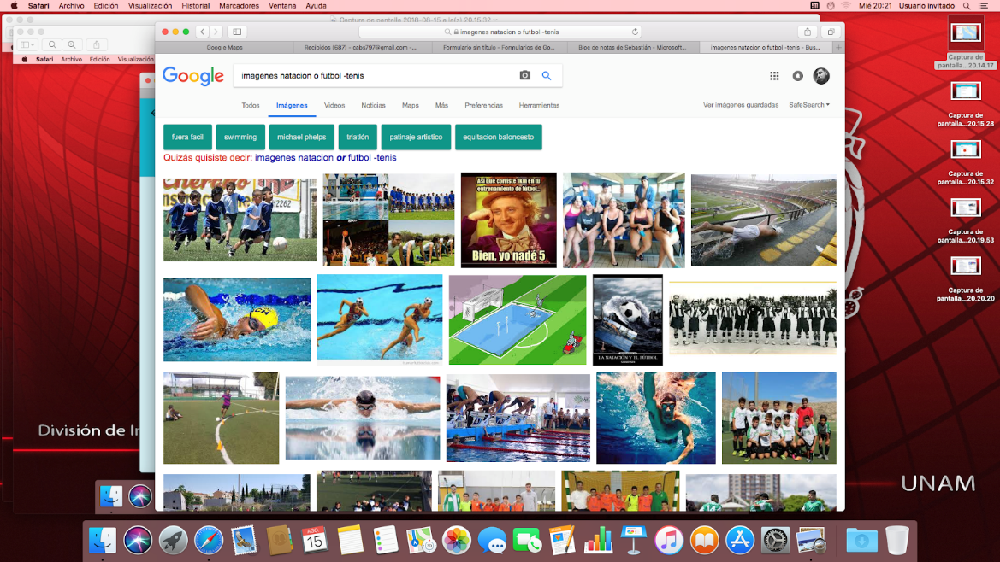 Safari Archivo Edición Visualización Historial Marcadores Ventana Ayuda
Mié 20:21 Usuario invitado
Captura de pantalla 2018-08-15 a la(s) 20.15.32
imagenes natacion o futbol -tenis
Safari Archivo Edición Visualización
Google Maps
Recibidos (687) - sabs797@gmail.com -...
Formulario sin título - Formularios de Go...
Bloc de notas de Sebastián - Microsoft...
imagenes natacion o futbol -tenis - Bus...
Google
imagenes natacion o futbol -tenis
Todos Imágenes Videos Noticias Maps Más Preferencias Herramientas
Ver imágenes guardadas SafeSearch
fuera facil swimming michael phelps triatlón patinaje artistico equitacion baloncesto
Quizás quisiste decir: imagenes natacion or futbol -tenis
12262
Así qué corriste 1km en tu
entrenamiento de fútbol...
Bien, yo nadé 5
LA NATACIÓN Y EL FÚTBOL
Captura de
pantalla...20.14.17
Captura de
pantalla...20.15.28
Captura de
pantalla...20.15.32
Captura de
pantalla...20.19.53
Captura de
pantalla...20.20.20
División de In
UNAM
AGO
15